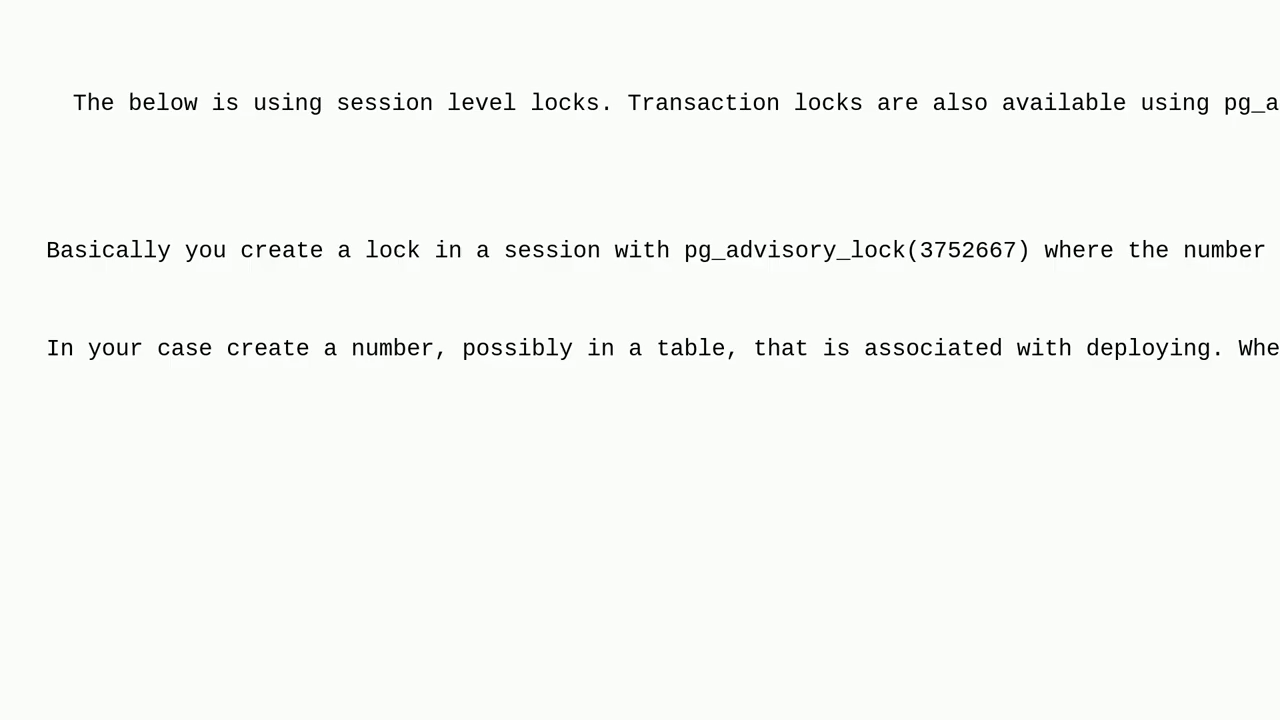 The below is using session level locks. Transaction locks are also available using pg_a
Basically you create a lock in a session with pg_advisory_lock(3752667) where the number
In your case create a number, possibly in a table, that is associated with deploying. Whe